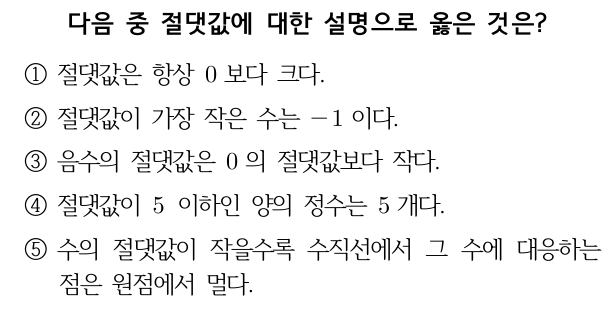 다음 중 절댓값에 대한 설명으로 옳은 것은?
① 절댓값은 항상 0 보다 크다.
② 절댓값이 가장 작은 수는 −1 이다.
③ 음수의 절댓값은 0 의 절댓값보다 작다.
④ 절댓값이 5 이하인 양의 정수는 5 개다.
⑤ 수의 절댓값이 작을수록 수직선에서 그 수에 대응하는
점은 원점에서 멀다.